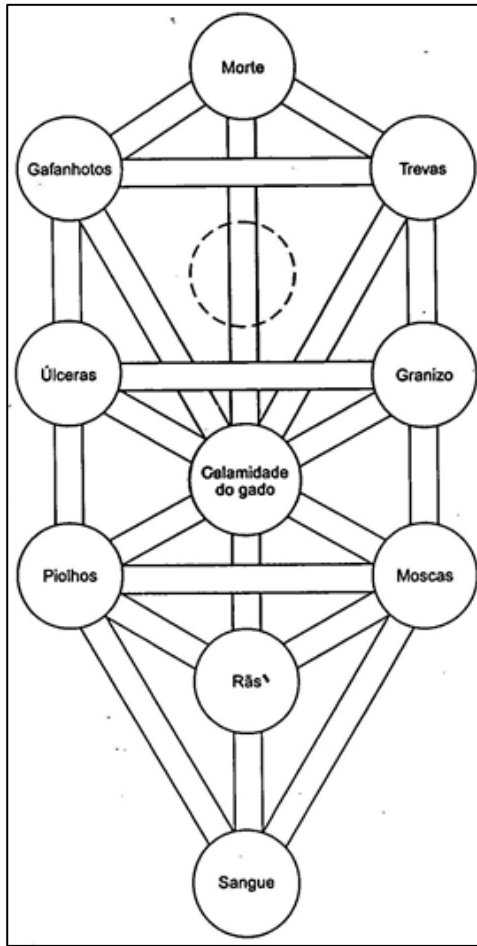 Morte
Gafanhotos
Trevas
Úlceras
Granizo
Calamidade
do gado
Piolhos
Moscas
Rãs
Sangue